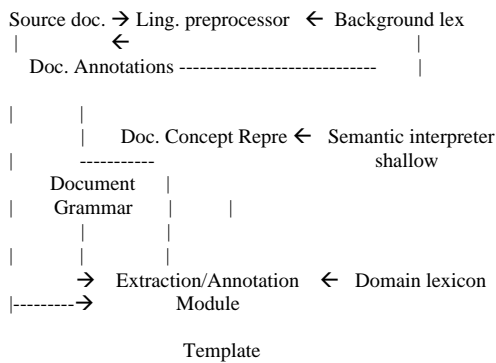 Source doc. → Ling. preprocessor ← Background lex
| ← |
Doc. Annotations ----------------------------- |
| |
| Doc. Concept Repre ← Semantic interpreter
| ----------- shallow
Document |
| Grammar | |
| |
| | |
→ Extraction/Annotation ← Domain lexicon
|---------→ Module
Template